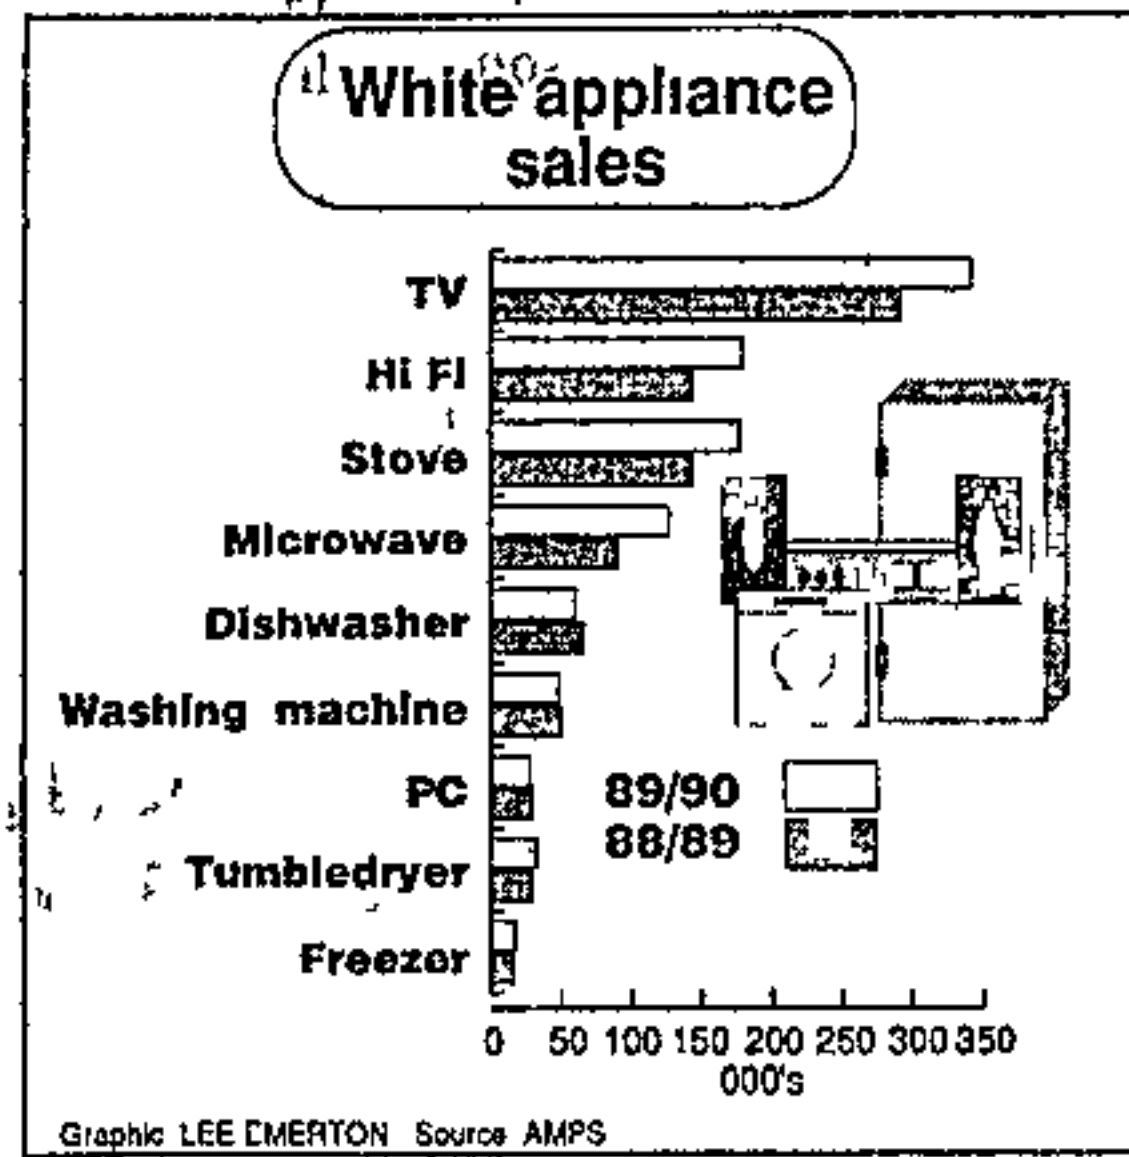 White appliance
sales
TV
Hi Fi
Stove
Microwave
Dishwasher
Washing machine
PC
89/90
88/89
Tumbledryer
Freezor
0 50 100 150 200 250 300 350
000's
Graphic LEE EMERTON Source AMPS